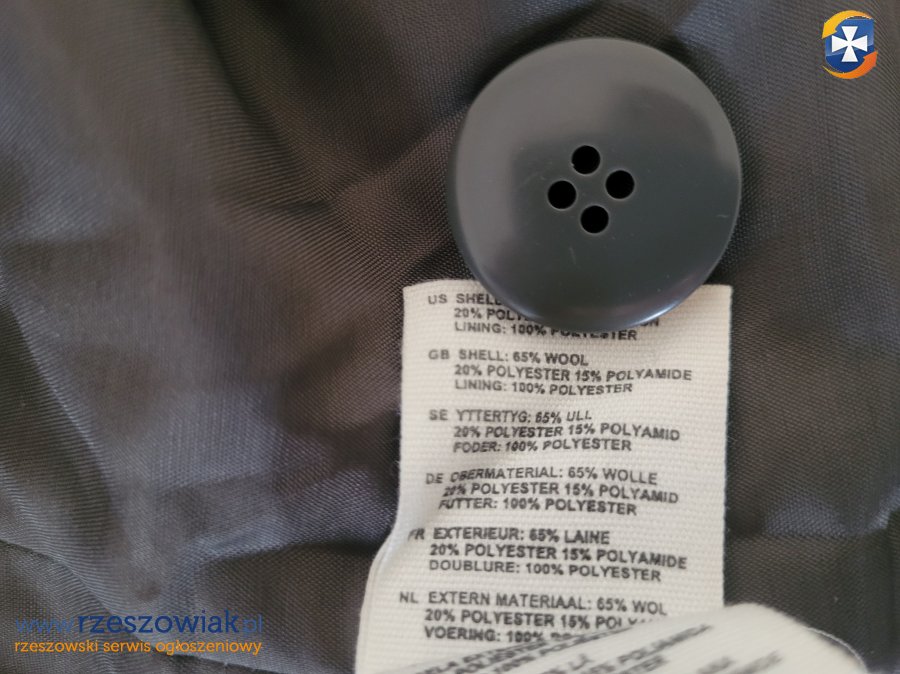 US SHELL
20% POLYESTER
LINING: 100% POLYESTER
GB SHELL: 65% WOOL
20% POLYESTER 15% POLYAMIDE
LINING: 100% POLYESTER
SE YTTERTYG: 65% ULL
20% POLYESTER 15% POLYAMID
FODER: 100% POLYESTER
DE OBERMATERIAL: 65% WOLLE
20% POLYESTER 15% POLYAMID
FUTTER: 100% POLYESTER
FR EXTERIEUR: 65% LAINE
20% POLYESTER 15% POLYAMIDE
DOUBLURE: 100% POLYESTER
NL EXTERN MATERIAAL: 65% WOL
20% POLYESTER 15%
VOERING: 100%
www.rzeszowiak.pl
rzeszowski serwis ogłoszeniowy